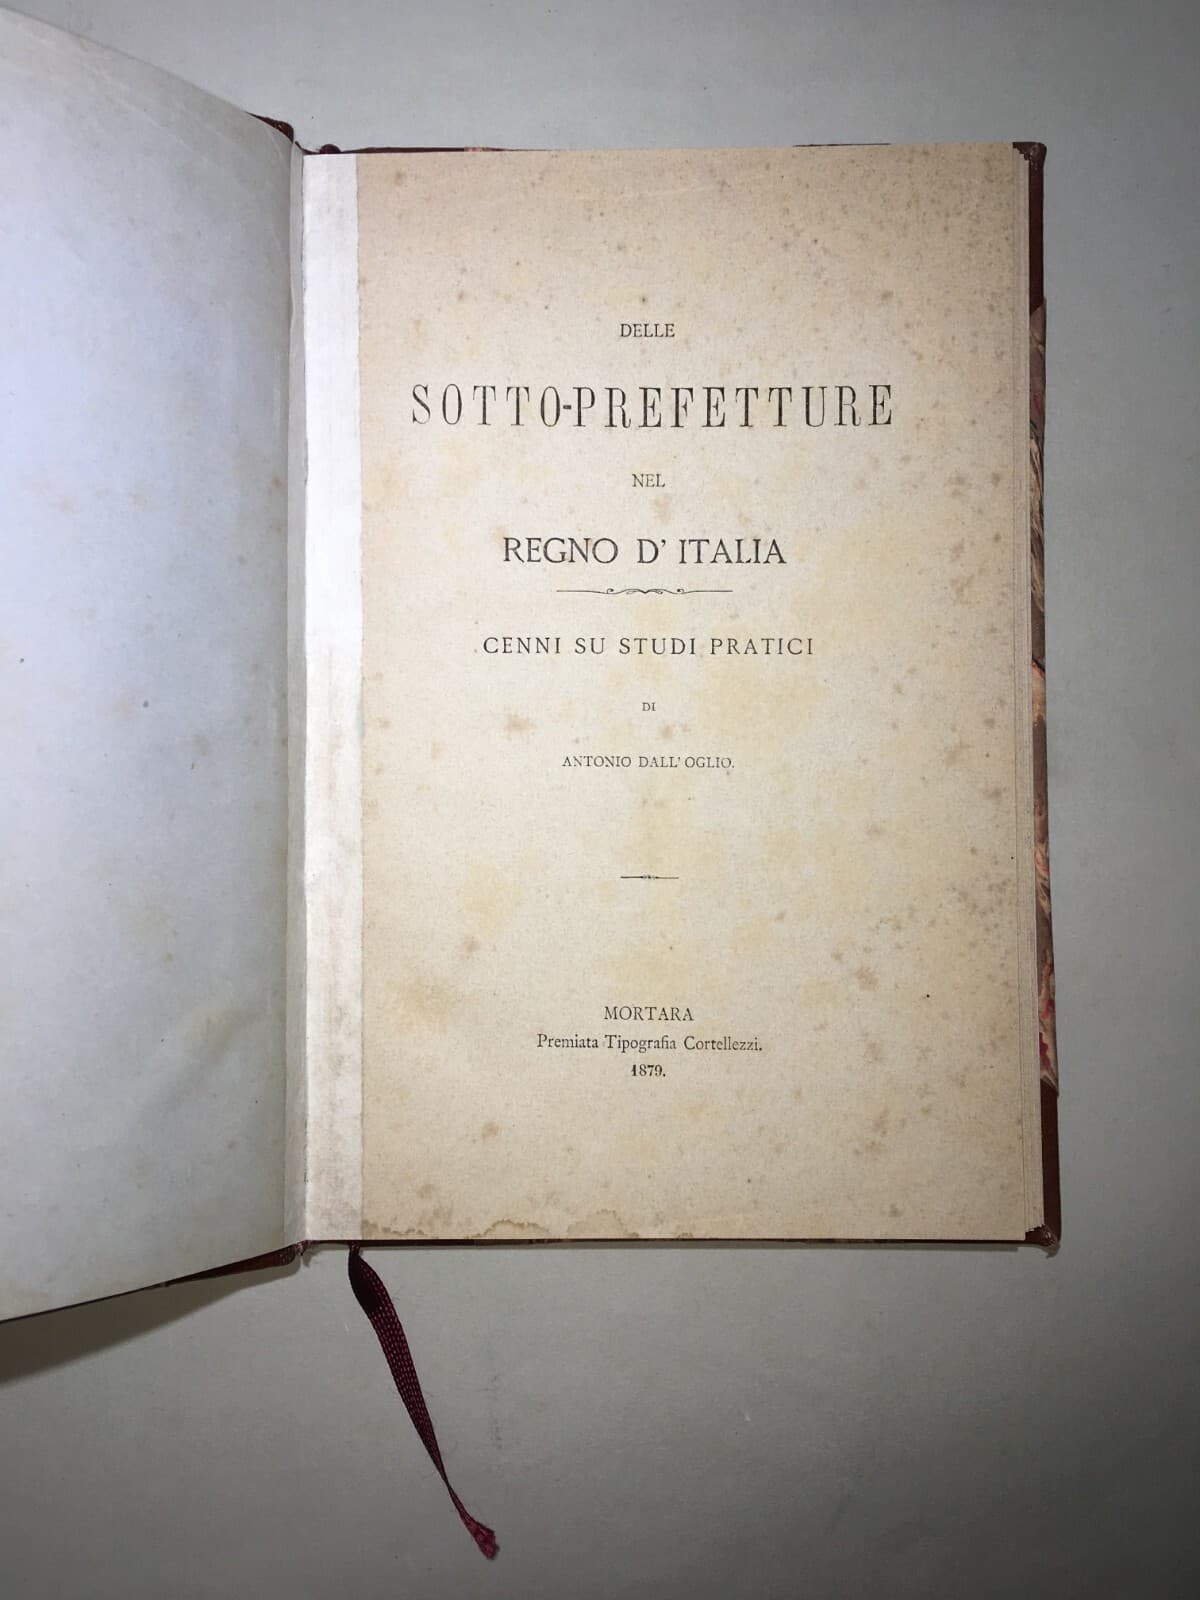 DELLE
SOTTO-PREFETTURE
NEL
REGNO D' ITALIA
CENNI SU STUDI PRATICI
DI
ANTONIO DALL' OGLIO.
MORTARA
Premiata Tipografia Cortellezzi.
1879.